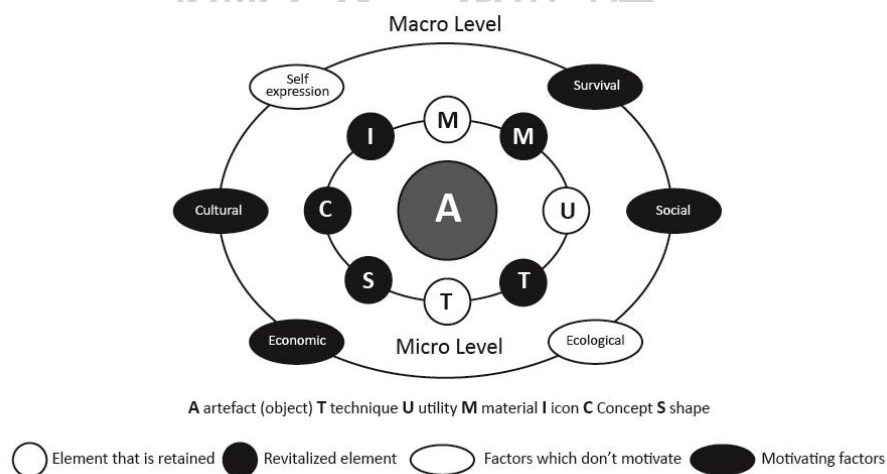 Macro Level
Self
expression
Survival
M
I
M
Cultural
C
A
U
Social
S
T
T
Economic
Micro Level
Ecological
A artefact (object) T technique U utility M material I icon C Concept S shape
Element that is retained
Revitalized element
Factors which don't motivate
Motivating factors